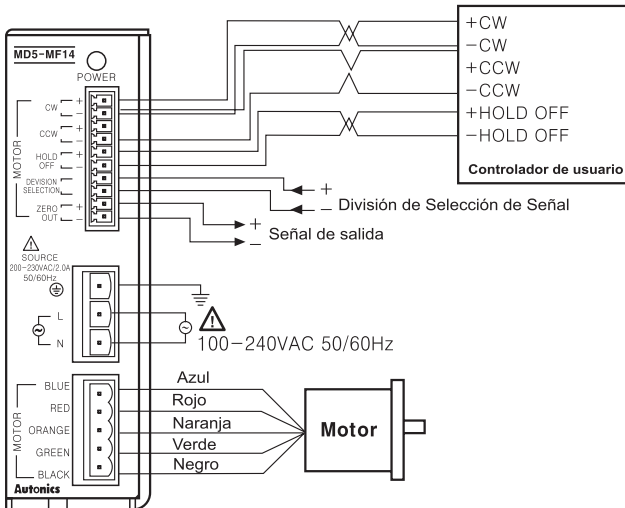 MD5-MF14
POWER
MOTOR
CW + −
CCW + −
HOLD OFF + −
DEVISION SELECTION
ZERO OUT + −
SOURCE
200-230VAC/2.0A
50/60Hz
L
N
MOTOR
BLUE
RED
ORANGE
GREEN
BLACK
Autonics
+CW
−CW
+CCW
−CCW
+HOLD OFF
−HOLD OFF
Controlador de usuario
+
− División de Selección de Señal
+
− Señal de salida
100-240VAC 50/60Hz
Azul
Rojo
Naranja
Verde
Negro
Motor